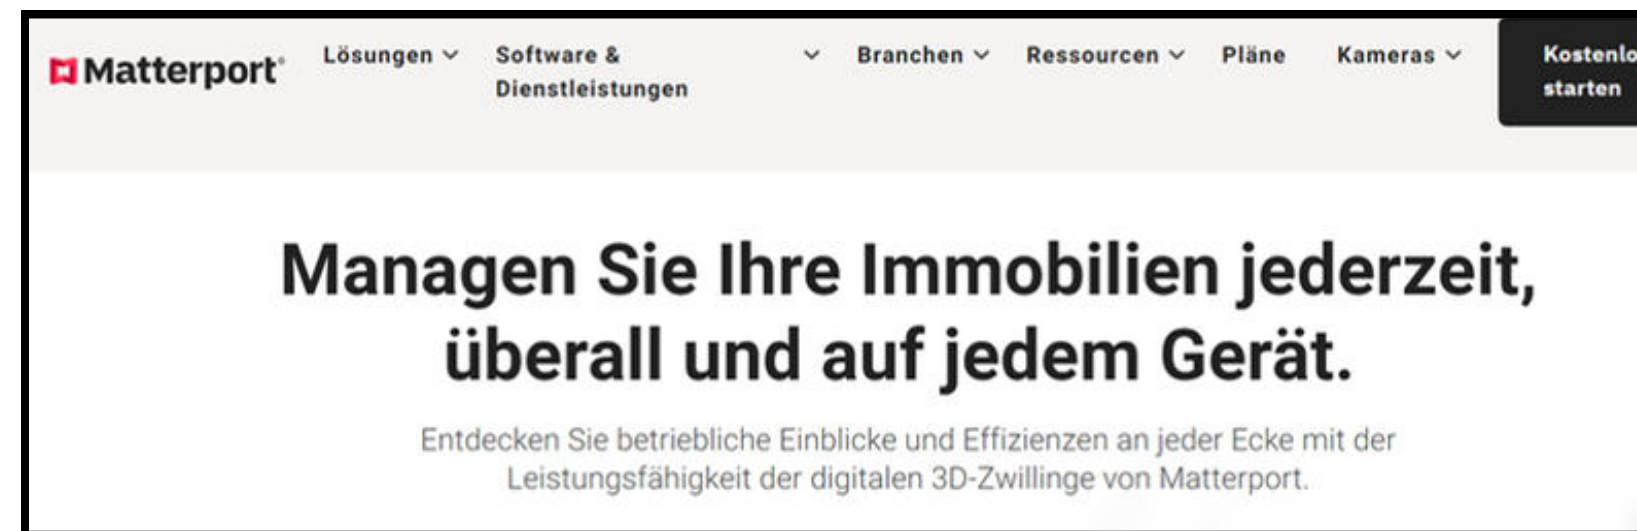 Matterport
Lösungen
Software &
Dienstleistungen
Branchen
Ressourcen
Pläne
Kameras
starten
Managen Sie Ihre Immobilien jederzeit,
überall und auf jedem Gerät.
Entdecken Sie betriebliche Einblicke und Effizienzen an jeder Ecke mit der
Leistungsfähigkeit der digitalen 3D-Zwillinge von Matterport.